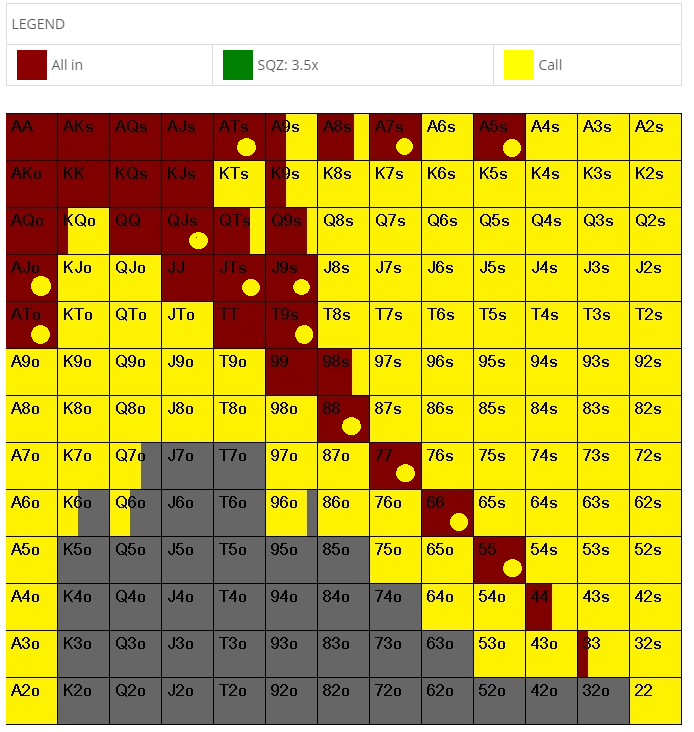 LEGEND
All in SQZ: 3.5x Call
AA AKs AQs AJs ATs A9s A8s A7s A6s A5s A4s A3s A2s
AKo KK KQs KJs KTs K9s K8s K7s K6s K5s K4s K3s K2s
AQo KQo QQ QJs QTs Q9s Q8s Q7s Q6s Q5s Q4s Q3s Q2s
AJo KJo QJo JJ JTs J9s J8s J7s J6s J5s J4s J3s J2s
ATo KTo QTo JTo TT T9s T8s T7s T6s T5s T4s T3s T2s
A9o K9o Q9o J9o T9o 99 98s 97s 96s 95s 94s 93s 92s
A8o K8o Q8o J8o T8o 98o 88 87s 86s 85s 84s 83s 82s
A7o K7o Q7o J7o T7o 97o 87o 77 76s 75s 74s 73s 72s
A6o K6o Q6o J6o T6o 96o 86o 76o 66 65s 64s 63s 62s
A5o K5o Q5o J5o T5o 95o 85o 75o 65o 55 54s 53s 52s
A4o K4o Q4o J4o T4o 94o 84o 74o 64o 54o 44 43s 42s
A3o K3o Q3o J3o T3o 93o 83o 73o 63o 53o 43o 33 32s
A2o K2o Q2o J2o T2o 92o 82o 72o 62o 52o 42o 32o 22